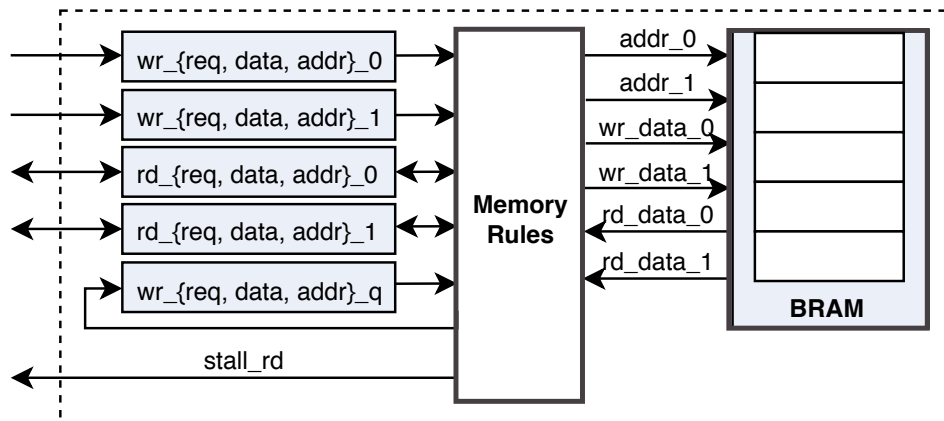 wr_{req, data, addr}_0
wr_{req, data, addr}_1
rd_{req, data, addr}_0
rd_{req, data, addr}_1
wr_{req, data, addr}_q
stall_rd
Memory
Rules
addr_0
addr_1
wr_data_0
wr_data_1
rd_data_0
rd_data_1
BRAM